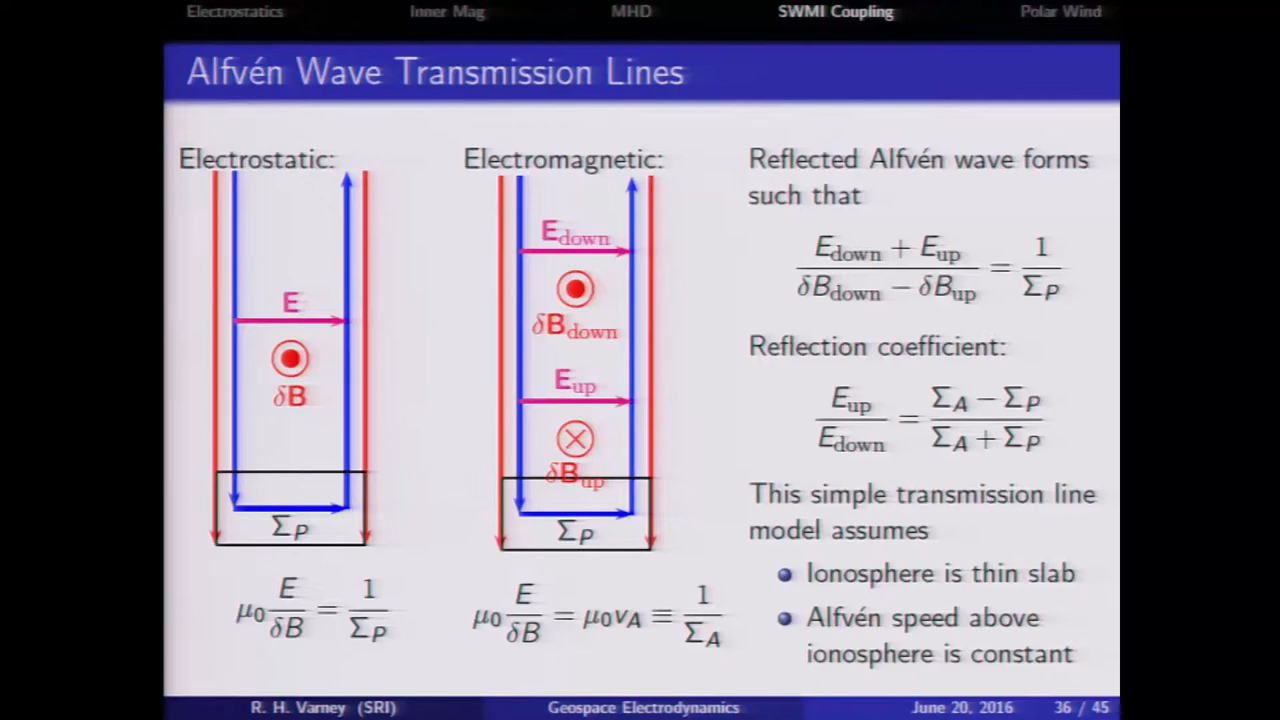 Electrostatics Inner Mag MHD SWMI Coupling Polar Wind
Alfvén Wave Transmission Lines
Electrostatic:
E
δB
Σ_P
μ₀ E/δB = 1/Σ_P
Electromagnetic:
E_down
δB_down
E_up
δB_up
Σ_P
μ₀ E/δB = μ₀v_A ≡ 1/Σ_A
Reflected Alfvén wave forms
such that
(E_down + E_up)/(δB_down − δB_up) = 1/Σ_P
Reflection coefficient:
E_up/E_down = (Σ_A − Σ_P)/(Σ_A + Σ_P)
This simple transmission line
model assumes
Ionosphere is thin slab
Alfvén speed above
ionosphere is constant
R. H. Varney (SRI) Geospace Electrodynamics June 20, 2016 36 / 45